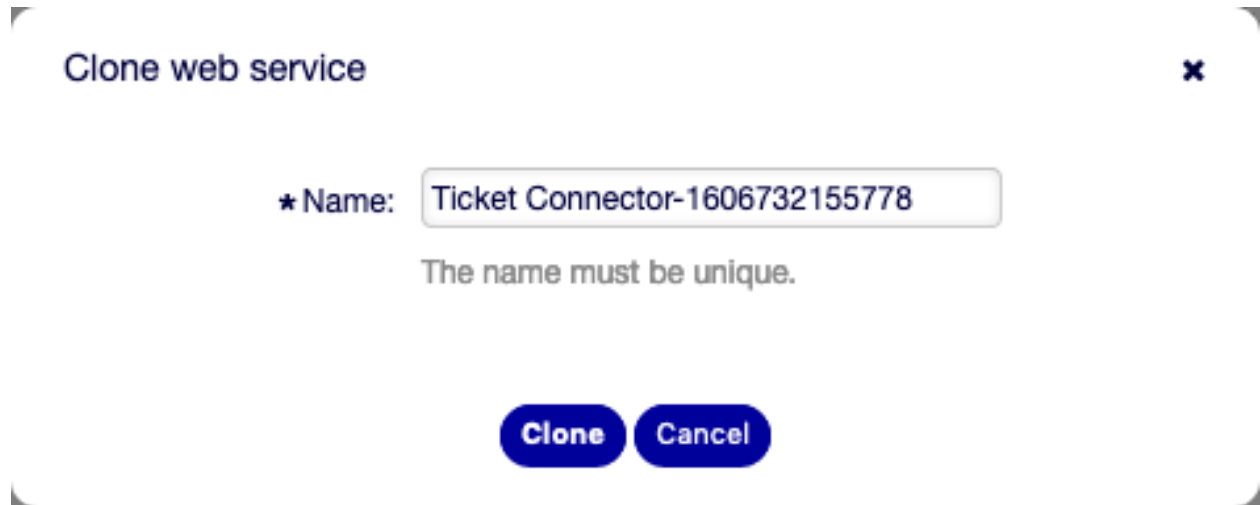 Clone web service ✖
★ Name: Ticket Connector-1606732155778
The name must be unique.
Clone Cancel